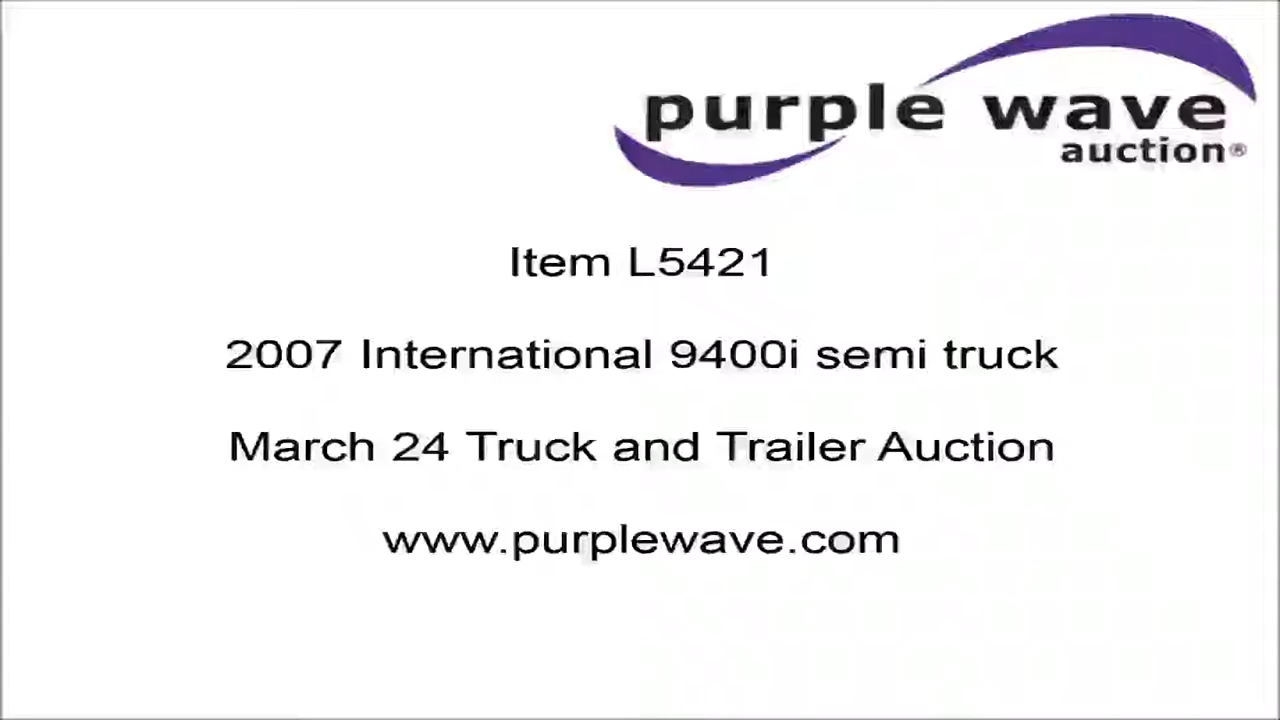 purple wave
auction®
Item L5421
2007 International 9400i semi truck
March 24 Truck and Trailer Auction
www.purplewave.com